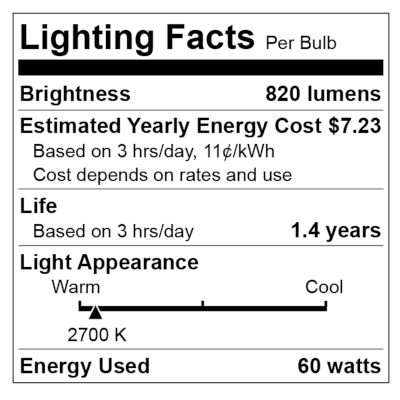 Lighting Facts Per Bulb
Brightness 820 lumens
Estimated Yearly Energy Cost $7.23
Based on 3 hrs/day, 11¢/kWh
Cost depends on rates and use
Life
Based on 3 hrs/day 1.4 years
Light Appearance
Warm Cool
2700 K
Energy Used 60 watts